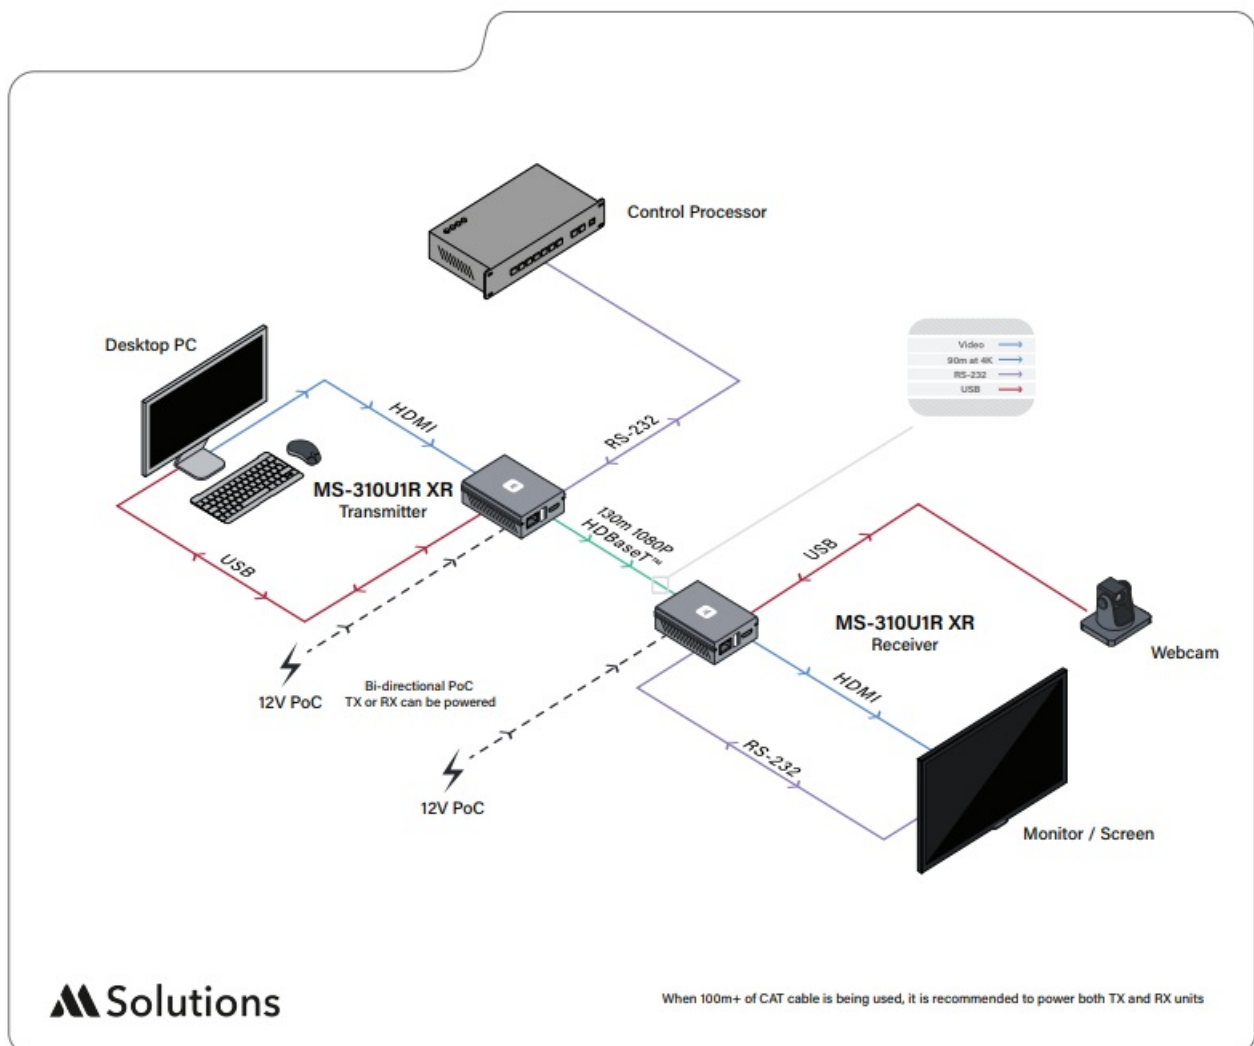 Control Processor
Desktop PC
Video
90m at 4K
RS-232
USB
HDMI
RS-232
MS-310U1R XR
Transmitter
130m 1080P
HDBaseT™
USB
USB
MS-310U1R XR
Receiver
Webcam
12V PoC
Bi-directional PoC
TX or RX can be powered
HDMI
RS-232
12V PoC
Monitor / Screen
Solutions
When 100m+ of CAT cable is being used, it is recommended to power both TX and RX units